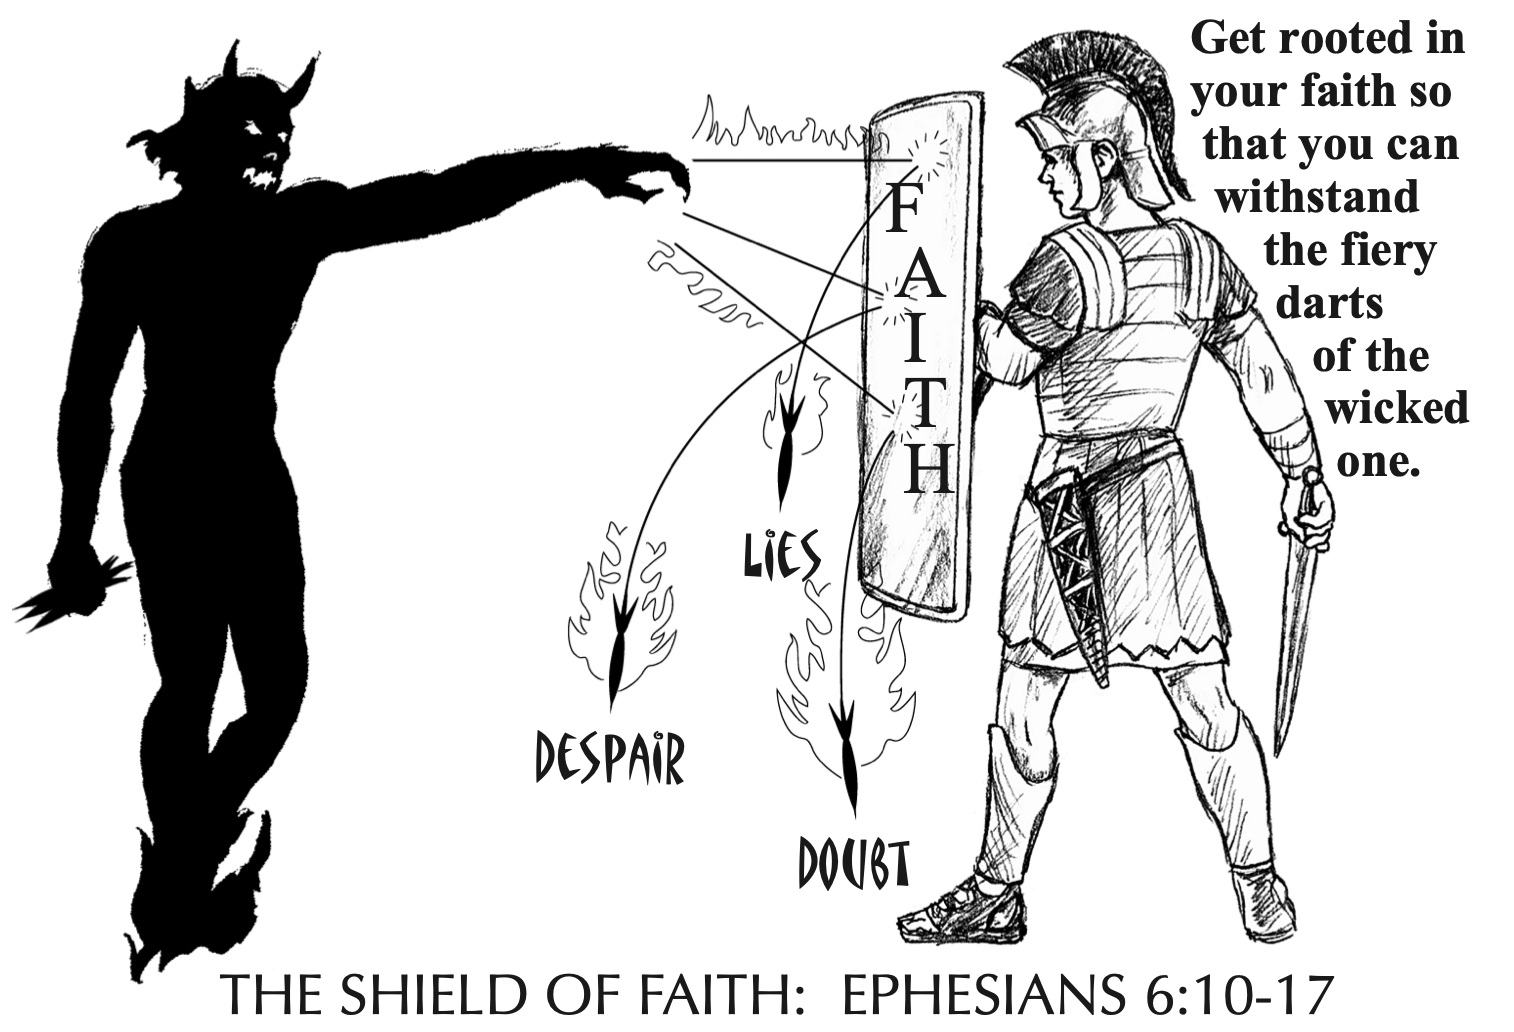 Get rooted in
your faith so
that you can
withstand
the fiery
darts
of the
wicked
one.
FAITH
LIES
DESPAIR
DOUBT
THE SHIELD OF FAITH: EPHESIANS 6:10-17